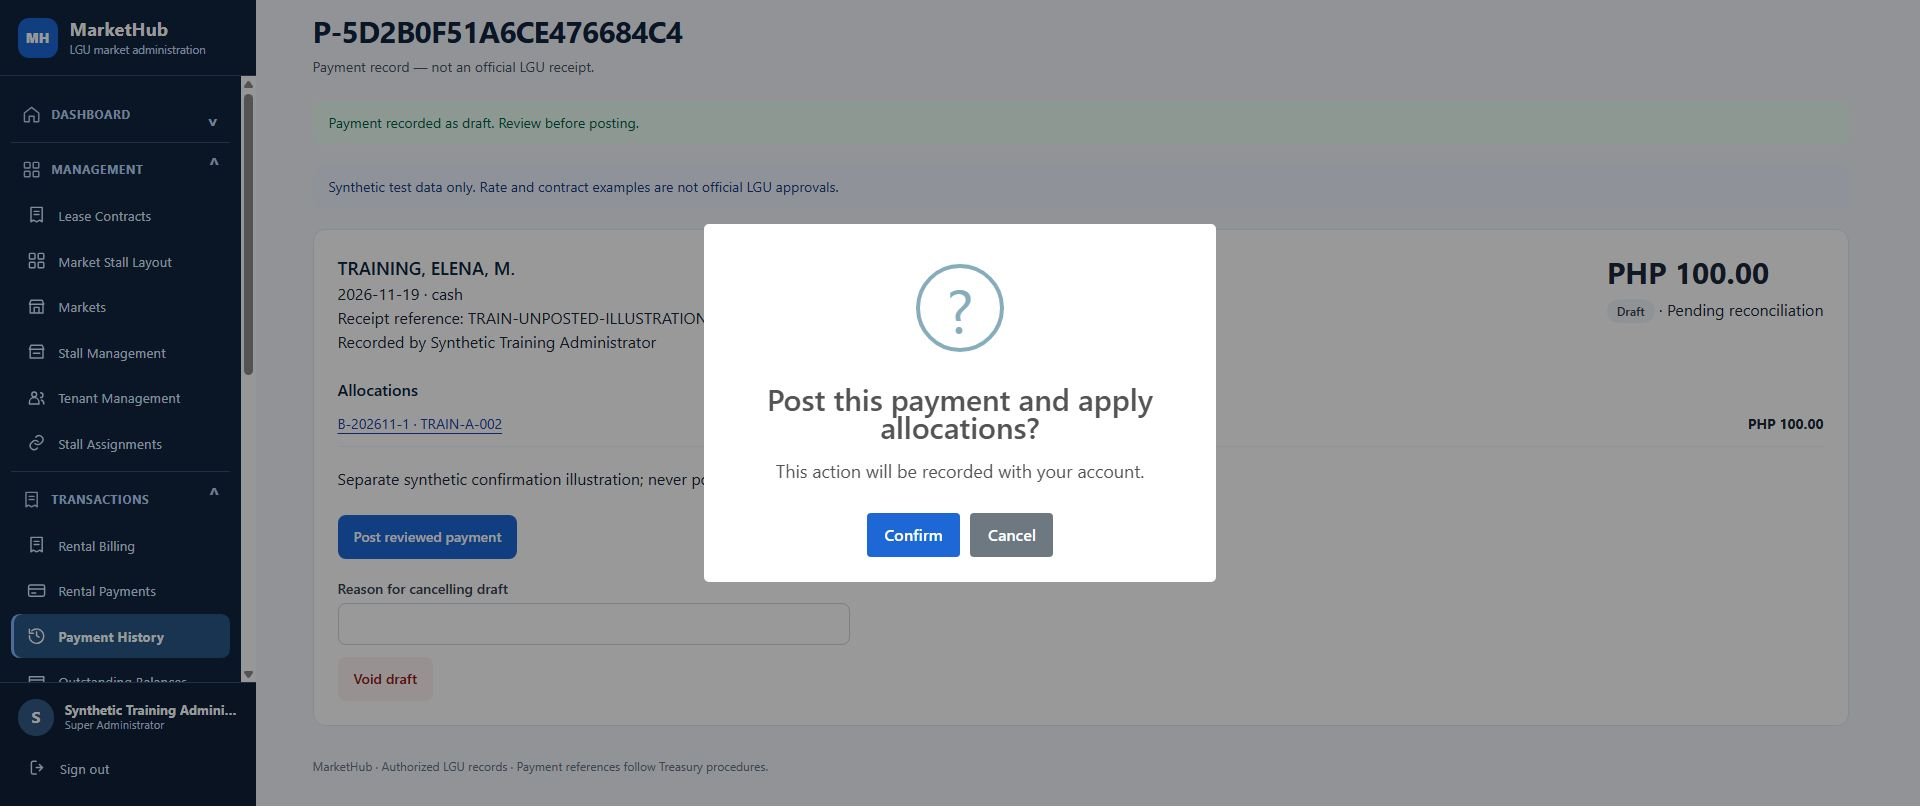 MH
MarketHub
LGU market administration
DASHBOARD
MANAGEMENT
Lease Contracts
Market Stall Layout
Markets
Stall Management
Tenant Management
Stall Assignments
TRANSACTIONS
Rental Billing
Rental Payments
Payment History
Outstanding Balances
S
Synthetic Training Admini...
Super Administrator
Sign out
P-5D2B0F51A6CE476684C4
Payment record — not an official LGU receipt.
Payment recorded as draft. Review before posting.
Synthetic test data only. Rate and contract examples are not official LGU approvals.
TRAINING, ELENA, M.
2026-11-19 · cash
Receipt reference: TRAIN-UNPOSTED-ILLUSTRATION
Recorded by Synthetic Training Administrator
PHP 100.00
Draft · Pending reconciliation
Allocations
B-202611-1 · TRAIN-A-002
PHP 100.00
Separate synthetic confirmation illustration; never
Post reviewed payment
Reason for cancelling draft
Void draft
?
Post this payment and apply
allocations?
This action will be recorded with your account.
Confirm
Cancel
MarketHub · Authorized LGU records · Payment references follow Treasury procedures.